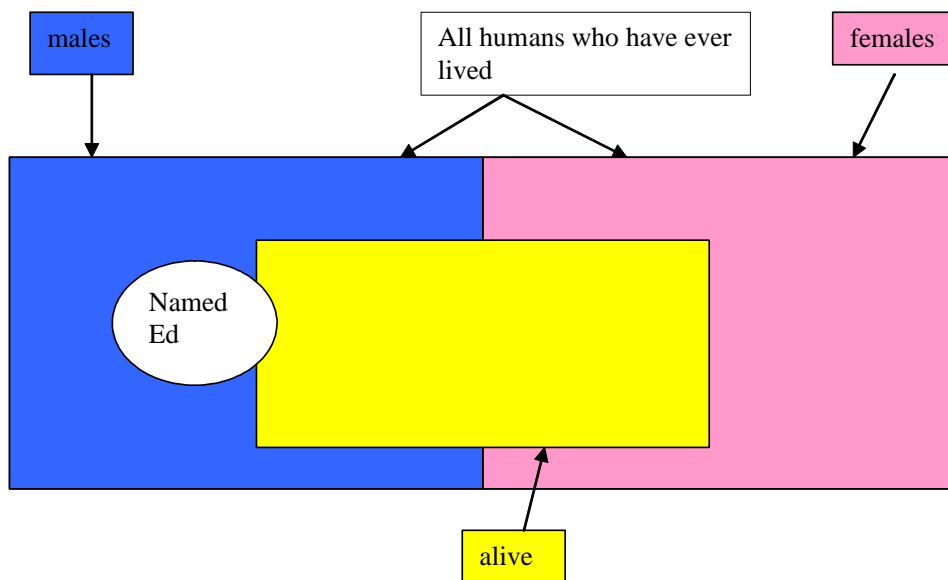 males
All humans who have ever
lived
females
Named
Ed
alive